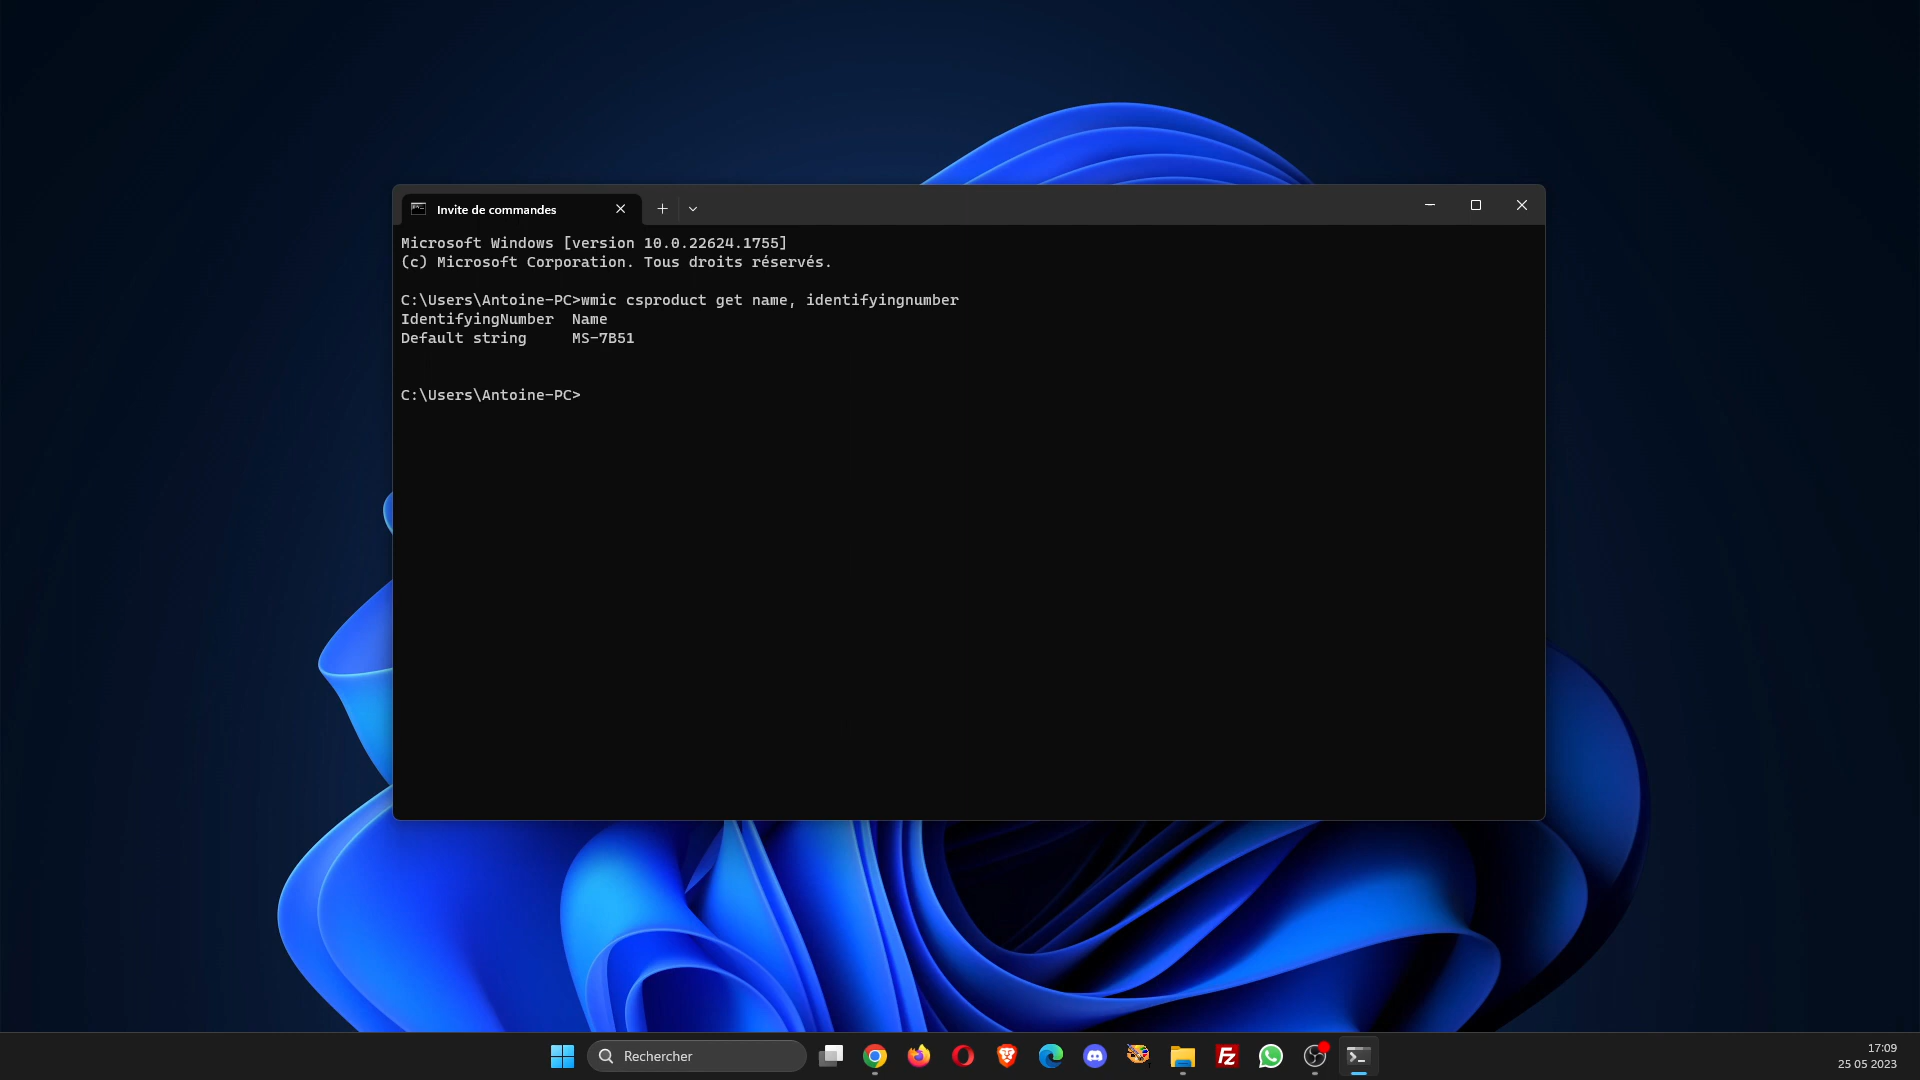 Invite de commandes
Microsoft Windows [version 10.0.22624.1755]
(c) Microsoft Corporation. Tous droits réservés.
C:\Users\Antoine-PC>wmic csproduct get name, identifyingnumber
IdentifyingNumber  Name
Default string     MS-7B51
C:\Users\Antoine-PC>
Rechercher
17:09
25 05 2023